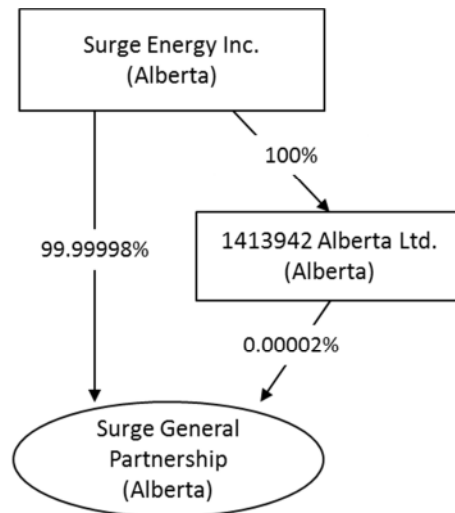 Surge Energy Inc.
(Alberta)
100%
1413942 Alberta Ltd.
(Alberta)
99.99998%
0.00002%
Surge General
Partnership
(Alberta)